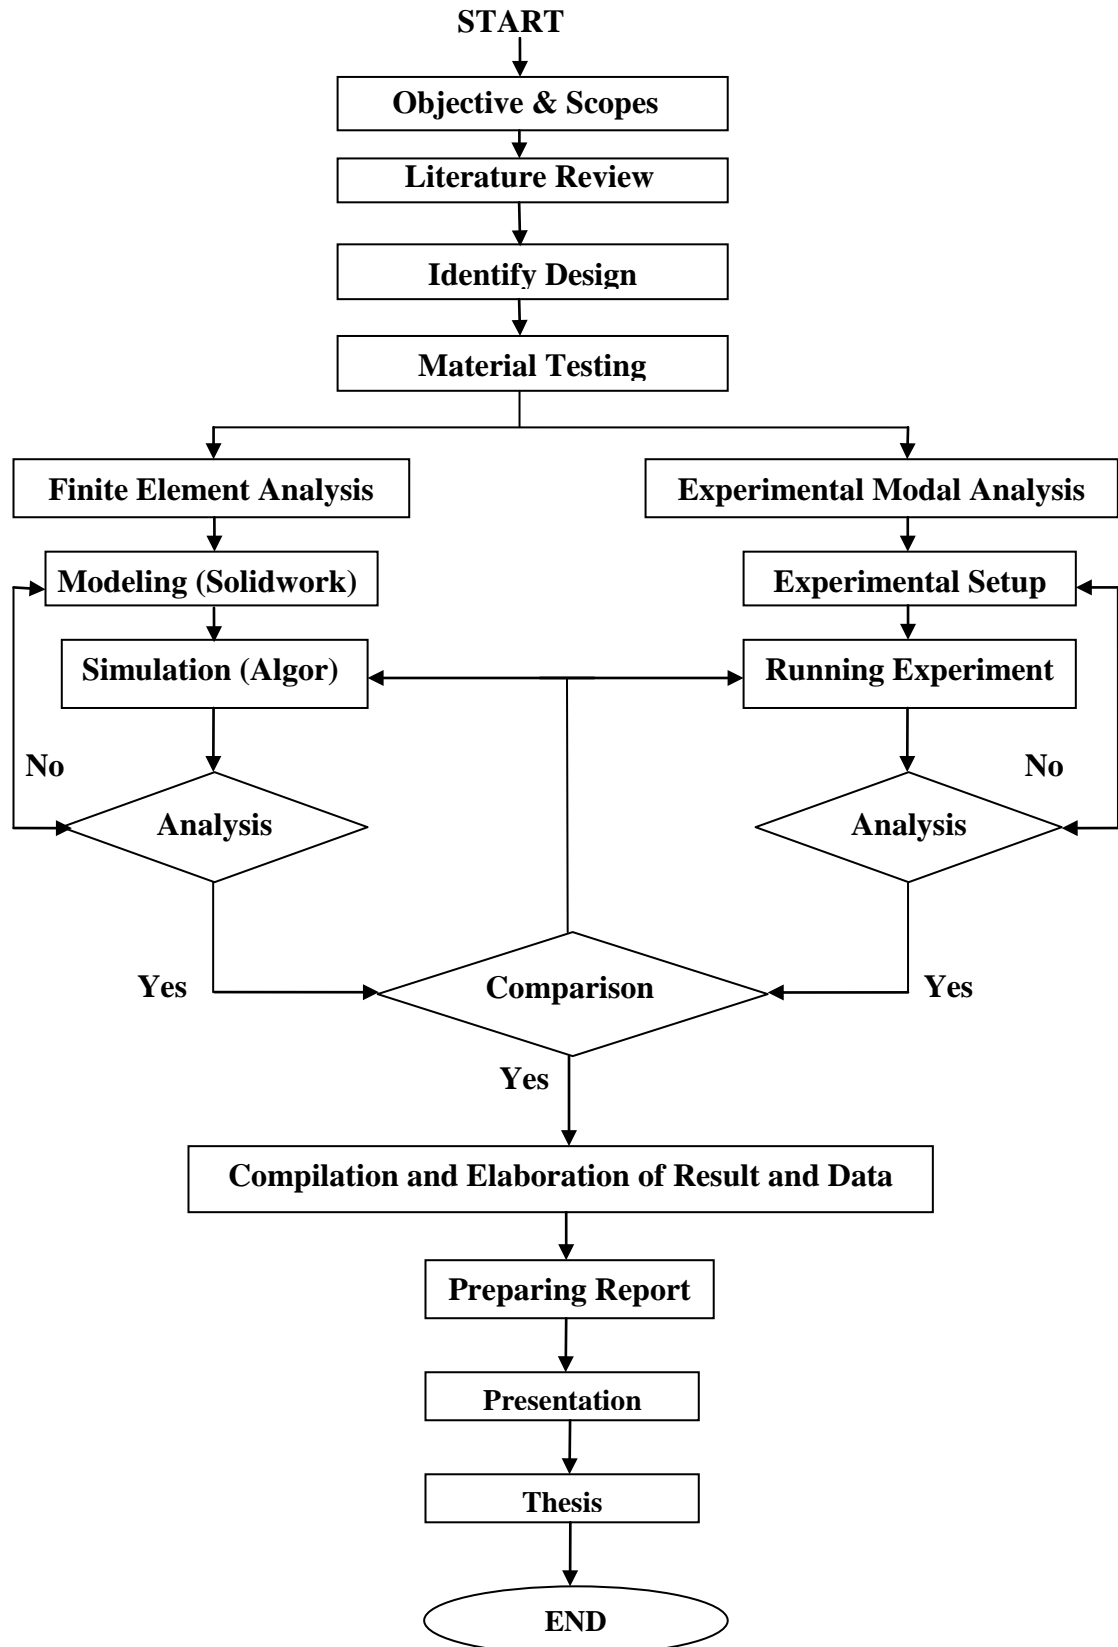 START
Objective & Scopes
Literature Review
Identify Design
Material Testing
Finite Element Analysis
Experimental Modal Analysis
Modeling (Solidwork)
Experimental Setup
Simulation (Algor)
Running Experiment
No
No
Analysis
Analysis
Yes
Comparison
Yes
Yes
Compilation and Elaboration of Result and Data
Preparing Report
Presentation
Thesis
END